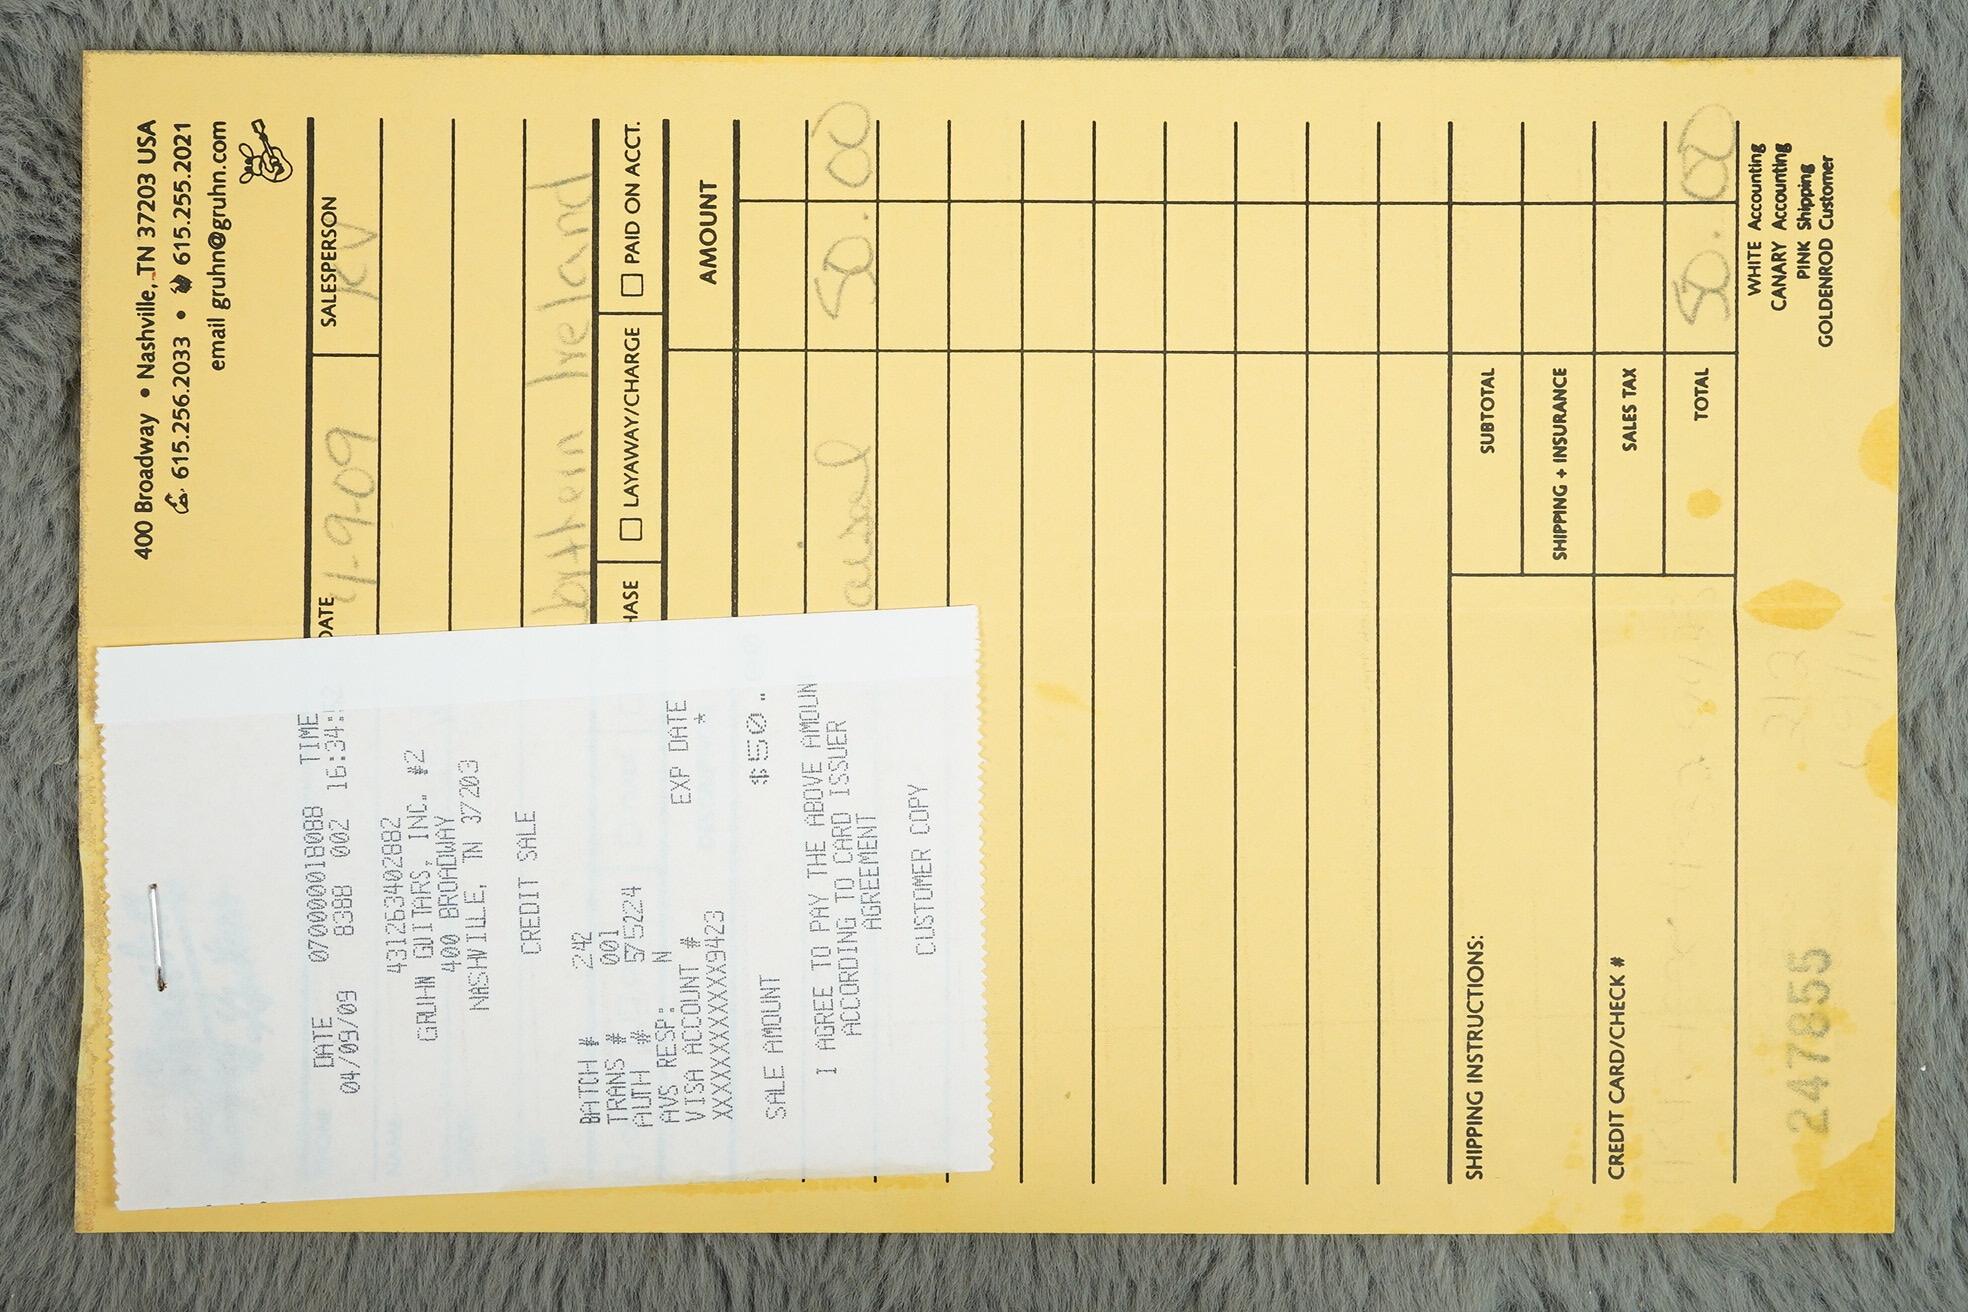 400 Broadway • Nashville, TN 37203 USA
615.256.2033 • 615.255.2021
email gruhn@gruhn.com
DATE
SALESPERSON
4-9-09
KV
Ireland
HASE
LAYAWAY/CHARGE
PAID ON ACCT.
AMOUNT
aisal
50.00
SUBTOTAL
SHIPPING INSTRUCTIONS:
SHIPPING + INSURANCE
SALES TAX
CREDIT CARD/CHECK #
TOTAL
50.00
247855
WHITE Accounting
CANARY Accounting
PINK Shipping
GOLDENROD Customer
070000018088
DATE 8388 002 TIME
04/09/09 16:34:
431263402882
GRUHN GUITARS, INC. #2
400 BROADWAY
NASHVILLE, TN 37203
CREDIT SALE
BATCH # 242
TRANS # 001
AUTH # 575224
AVS RESP: N
VISA ACCOUNT # EXP DATE
XXXXXXXXXXXX9423 *
SALE AMOUNT $50.
I AGREE TO PAY THE ABOVE AMOUN
ACCORDING TO CARD ISSUER
AGREEMENT
CUSTOMER COPY